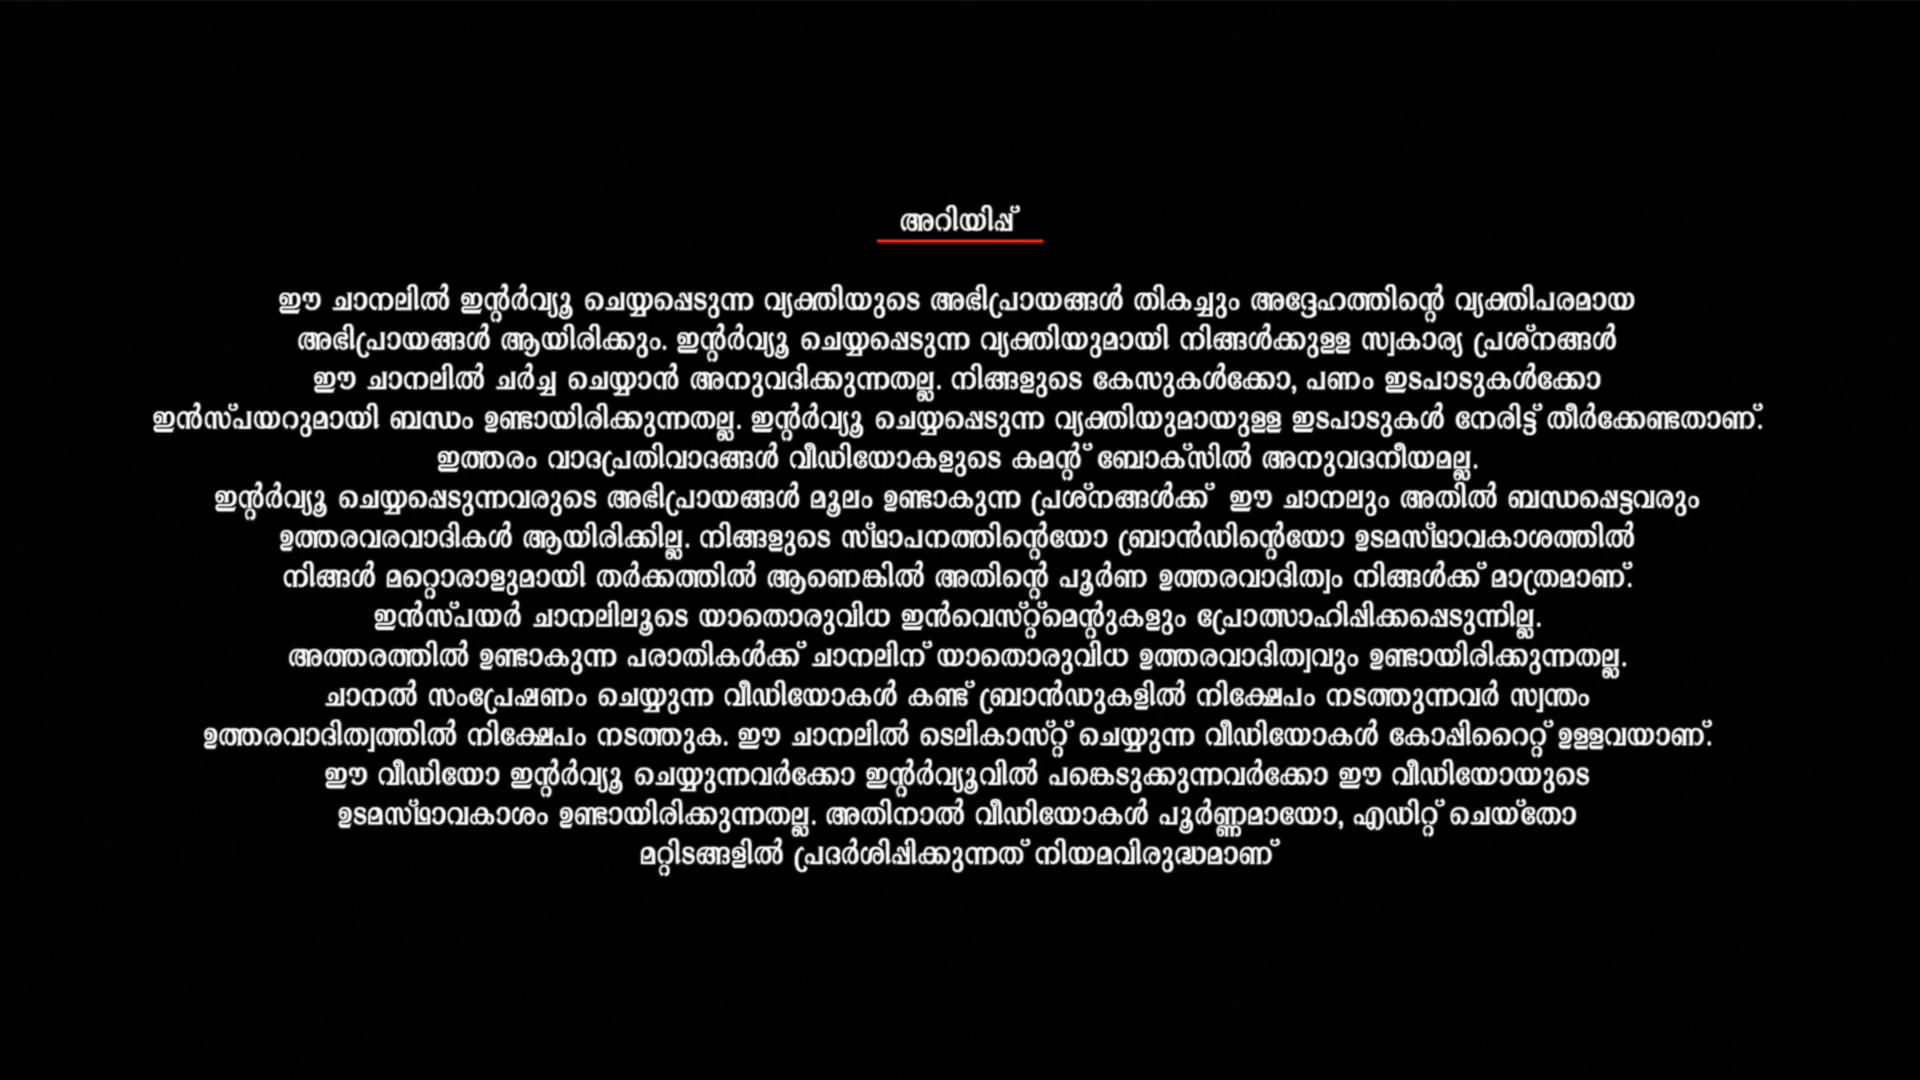 അറിയിപ്പ്
ഈ ചാനലിൽ ഇന്റർവ്യൂ ചെയ്യപ്പെടുന്ന വ്യക്തിയുടെ അഭിപ്രായങ്ങൾ തികച്ചും അദ്ദേഹത്തിന്റെ വ്യക്തിപരമായ
അഭിപ്രായങ്ങൾ ആയിരിക്കും. ഇന്റർവ്യൂ ചെയ്യപ്പെടുന്ന വ്യക്തിയുമായി നിങ്ങൾക്കുള്ള സ്വകാര്യ പ്രശ്നങ്ങൾ
ഈ ചാനലിൽ ചർച്ച ചെയ്യാൻ അനുവദിക്കുന്നതല്ല. നിങ്ങളുടെ കേസുകൾക്കോ, പണം ഇടപാടുകൾക്കോ
ഇൻസ്പയറുമായി ബന്ധം ഉണ്ടായിരിക്കുന്നതല്ല. ഇന്റർവ്യൂ ചെയ്യപ്പെടുന്ന വ്യക്തിയുമായുള്ള ഇടപാടുകൾ നേരിട്ട് തീർക്കേണ്ടതാണ്.
ഇത്തരം വാദപ്രതിവാദങ്ങൾ വീഡിയോകളുടെ കമന്റ് ബോക്സിൽ അനുവദനീയമല്ല.
ഇന്റർവ്യൂ ചെയ്യപ്പെടുന്നവരുടെ അഭിപ്രായങ്ങൾ മൂലം ഉണ്ടാകുന്ന പ്രശ്നങ്ങൾക്ക് ഈ ചാനലും അതിൽ ബന്ധപ്പെട്ടവരും
ഉത്തരവരവാദികൾ ആയിരിക്കില്ല. നിങ്ങളുടെ സ്ഥാപനത്തിന്റെയോ ബ്രാൻഡിന്റെയോ ഉടമസ്ഥാവകാശത്തിൽ
നിങ്ങൾ മറ്റൊരാളുമായി തർക്കത്തിൽ ആണെങ്കിൽ അതിന്റെ പൂർണ ഉത്തരവാദിത്വം നിങ്ങൾക്ക് മാത്രമാണ്.
ഇൻസ്പയർ ചാനലിലൂടെ യാതൊരുവിധ ഇൻവെസ്റ്റ്മെന്റുകളും പ്രോത്സാഹിപ്പിക്കപ്പെടുന്നില്ല.
അത്തരത്തിൽ ഉണ്ടാകുന്ന പരാതികൾക്ക് ചാനലിന് യാതൊരുവിധ ഉത്തരവാദിത്വവും ഉണ്ടായിരിക്കുന്നതല്ല.
ചാനൽ സംപ്രേഷണം ചെയ്യുന്ന വീഡിയോകൾ കണ്ട് ബ്രാൻഡുകളിൽ നിക്ഷേപം നടത്തുന്നവർ സ്വന്തം
ഉത്തരവാദിത്വത്തിൽ നിക്ഷേപം നടത്തുക. ഈ ചാനലിൽ ടെലികാസ്റ്റ് ചെയ്യുന്ന വീഡിയോകൾ കോപ്പിറൈറ്റ് ഉള്ളവയാണ്.
ഈ വീഡിയോ ഇന്റർവ്യൂ ചെയ്യുന്നവർക്കോ ഇന്റർവ്യൂവിൽ പങ്കെടുക്കുന്നവർക്കോ ഈ വീഡിയോയുടെ
ഉടമസ്ഥാവകാശം ഉണ്ടായിരിക്കുന്നതല്ല. അതിനാൽ വീഡിയോകൾ പൂർണ്ണമായോ, എഡിറ്റ് ചെയ്തോ
മറ്റിടങ്ങളിൽ പ്രദർശിപ്പിക്കുന്നത് നിയമവിരുദ്ധമാണ്